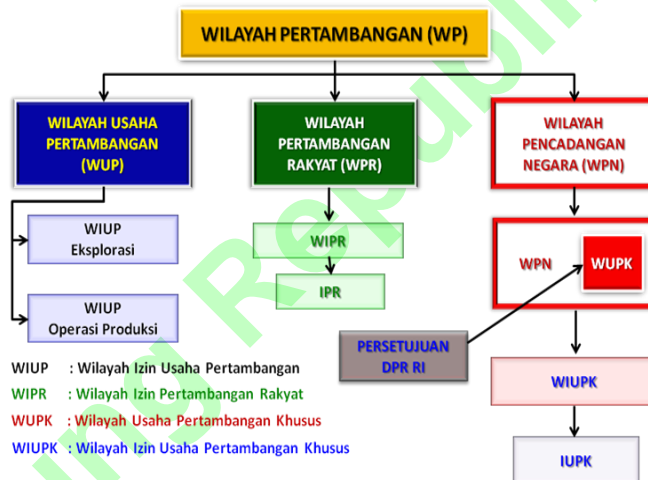 WILAYAH PERTAMBANGAN (WP)
WILAYAH USAHA
PERTAMBANGAN
(WUP)
WILAYAH
PERTAMBANGAN
RAKYAT (WPR)
WILAYAH
PENCADANGAN
NEGARA (WPN)
WIUP
Eksplorasi
WIUP
Operasi Produksi
WIPR
IPR
WPN
WUPK
PERSETUJUAN
DPR RI
WIUPK
IUPK
WIUP : Wilayah Izin Usaha Pertambangan
WIPR : Wilayah Izin Pertambangan Rakyat
WUPK : Wilayah Usaha Pertambangan Khusus
WIUPK : Wilayah Izin Usaha Pertambangan Khusus